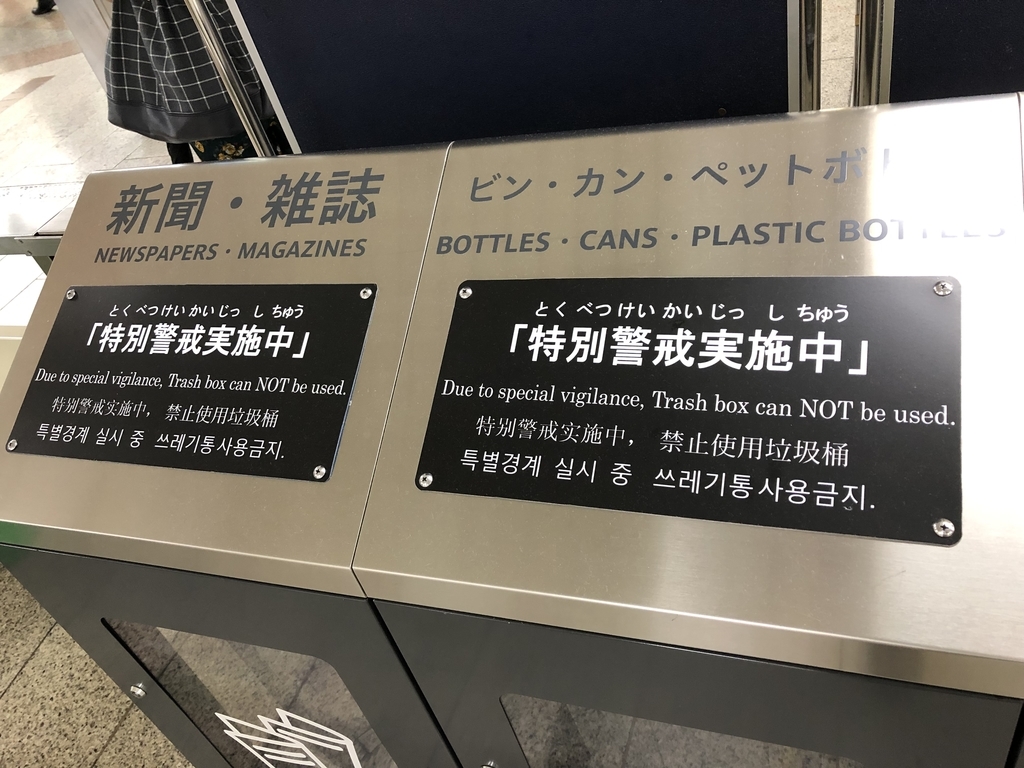 新聞・雑誌
NEWSPAPERS・MAGAZINES
とくべつけいかいじっしちゅう
「特別警戒実施中」
Due to special vigilance, Trash box can NOT be used.
特别警戒实施中，禁止使用垃圾桶
특별경계 실시 중 쓰레기통사용금지.
ビン・カン・ペットボ
BOTTLES・CANS・PLASTIC BOTTLES
とくべつけいかいじっしちゅう
「特別警戒実施中」
Due to special vigilance, Trash box can NOT be used.
特别警戒实施中，禁止使用垃圾桶
특별경계 실시 중 쓰레기통사용금지.